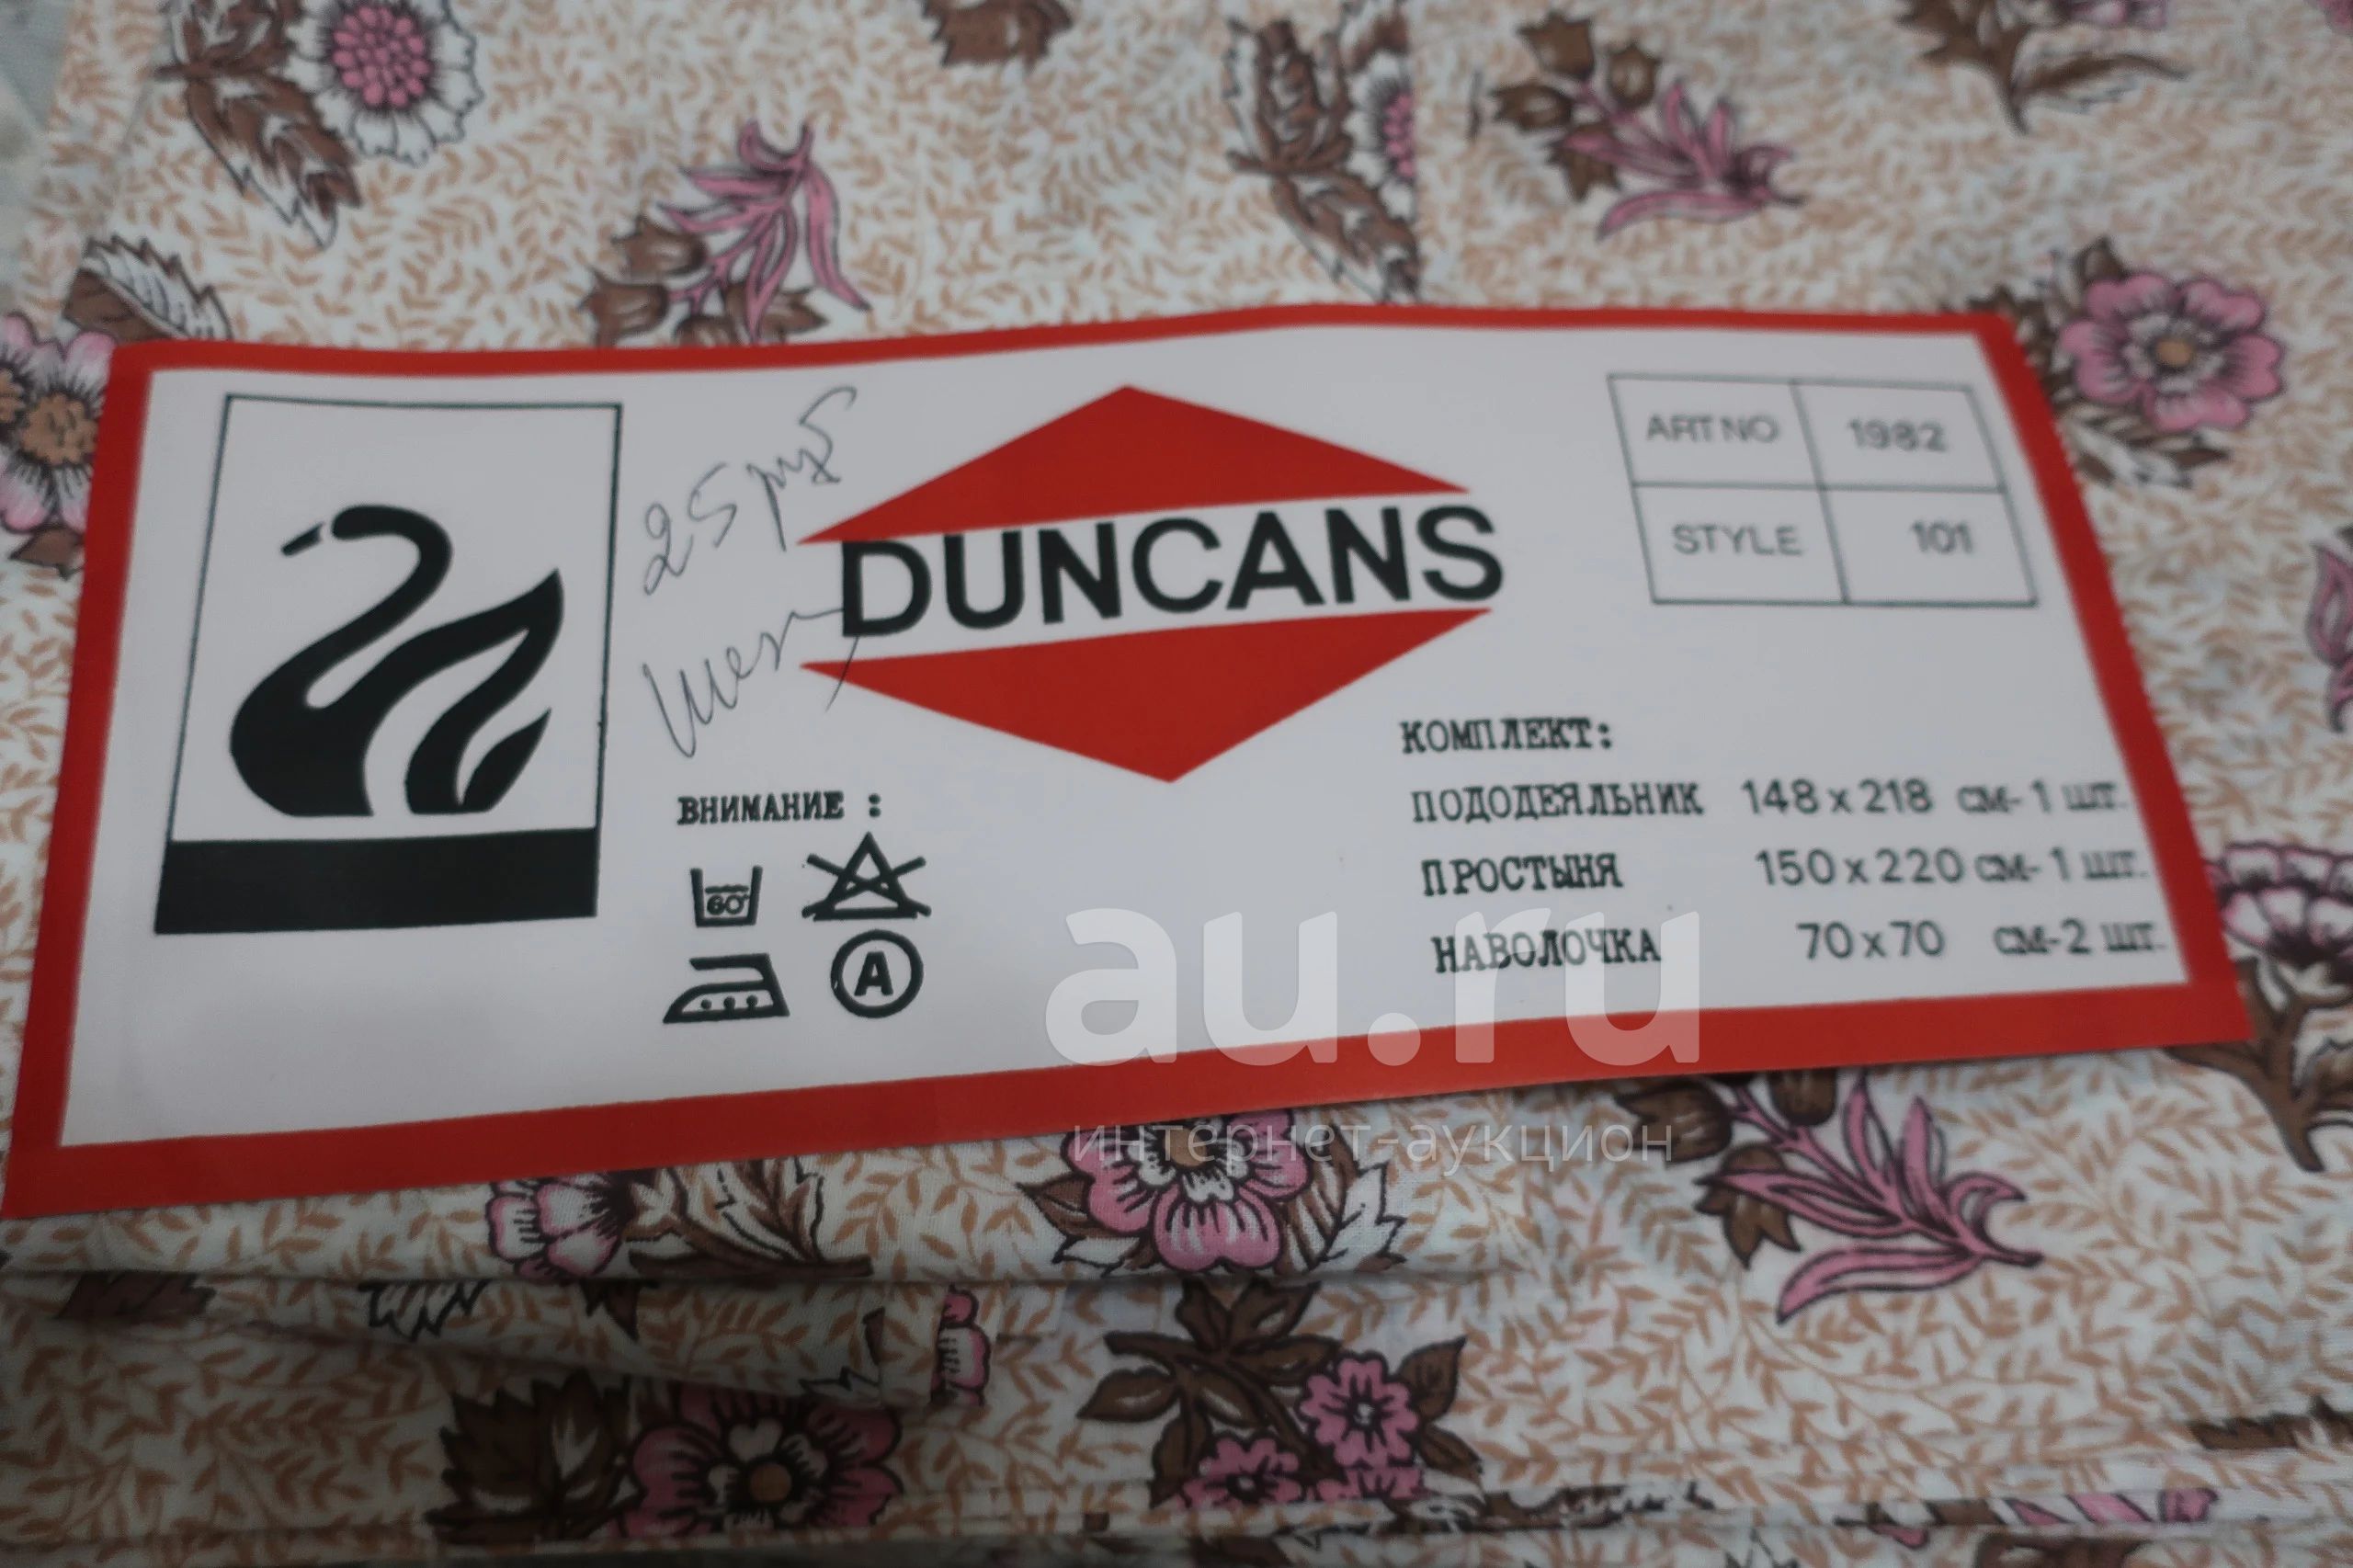 25 руб
DUNCANS
ART NO 1982
STYLE 101
ВНИМАНИЕ :
60°
A
КОМПЛЕКТ:
ПОДОДЕЯЛЬНИК 148 x 218 см- 1 шт.
ПРОСТЫНЯ 150 x 220 см- 1 шт.
НАВОЛОЧКА 70 x 70 см- 2 шт.
au.ru
интернет-аукцион